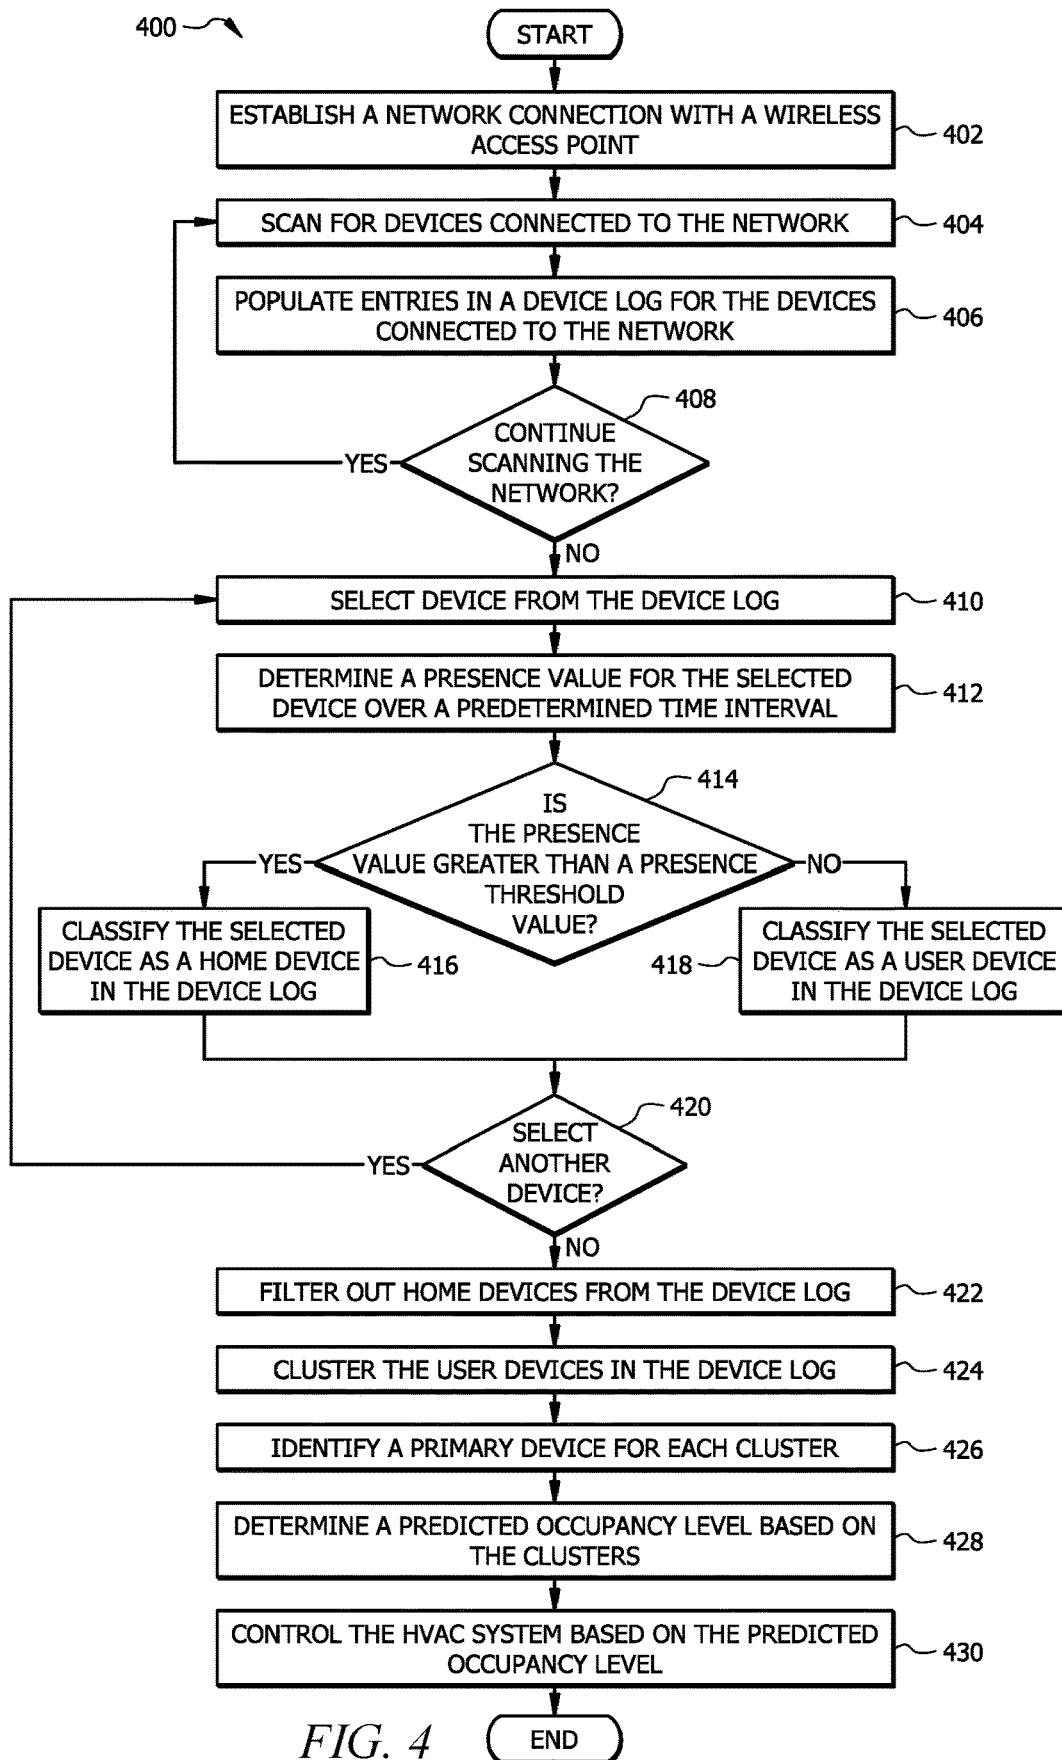 400
START
ESTABLISH A NETWORK CONNECTION WITH A WIRELESS
ACCESS POINT
402
SCAN FOR DEVICES CONNECTED TO THE NETWORK
404
POPULATE ENTRIES IN A DEVICE LOG FOR THE DEVICES
CONNECTED TO THE NETWORK
406
408
CONTINUE
SCANNING THE
NETWORK?
YES
NO
SELECT DEVICE FROM THE DEVICE LOG
410
DETERMINE A PRESENCE VALUE FOR THE SELECTED
DEVICE OVER A PREDETERMINED TIME INTERVAL
412
414
IS
THE PRESENCE
VALUE GREATER THAN A PRESENCE
THRESHOLD
VALUE?
YES
NO
CLASSIFY THE SELECTED
DEVICE AS A HOME DEVICE
IN THE DEVICE LOG
416
418
CLASSIFY THE SELECTED
DEVICE AS A USER DEVICE
IN THE DEVICE LOG
420
SELECT
ANOTHER
DEVICE?
YES
NO
FILTER OUT HOME DEVICES FROM THE DEVICE LOG
422
CLUSTER THE USER DEVICES IN THE DEVICE LOG
424
IDENTIFY A PRIMARY DEVICE FOR EACH CLUSTER
426
DETERMINE A PREDICTED OCCUPANCY LEVEL BASED ON
THE CLUSTERS
428
CONTROL THE HVAC SYSTEM BASED ON THE PREDICTED
OCCUPANCY LEVEL
430
FIG. 4
END